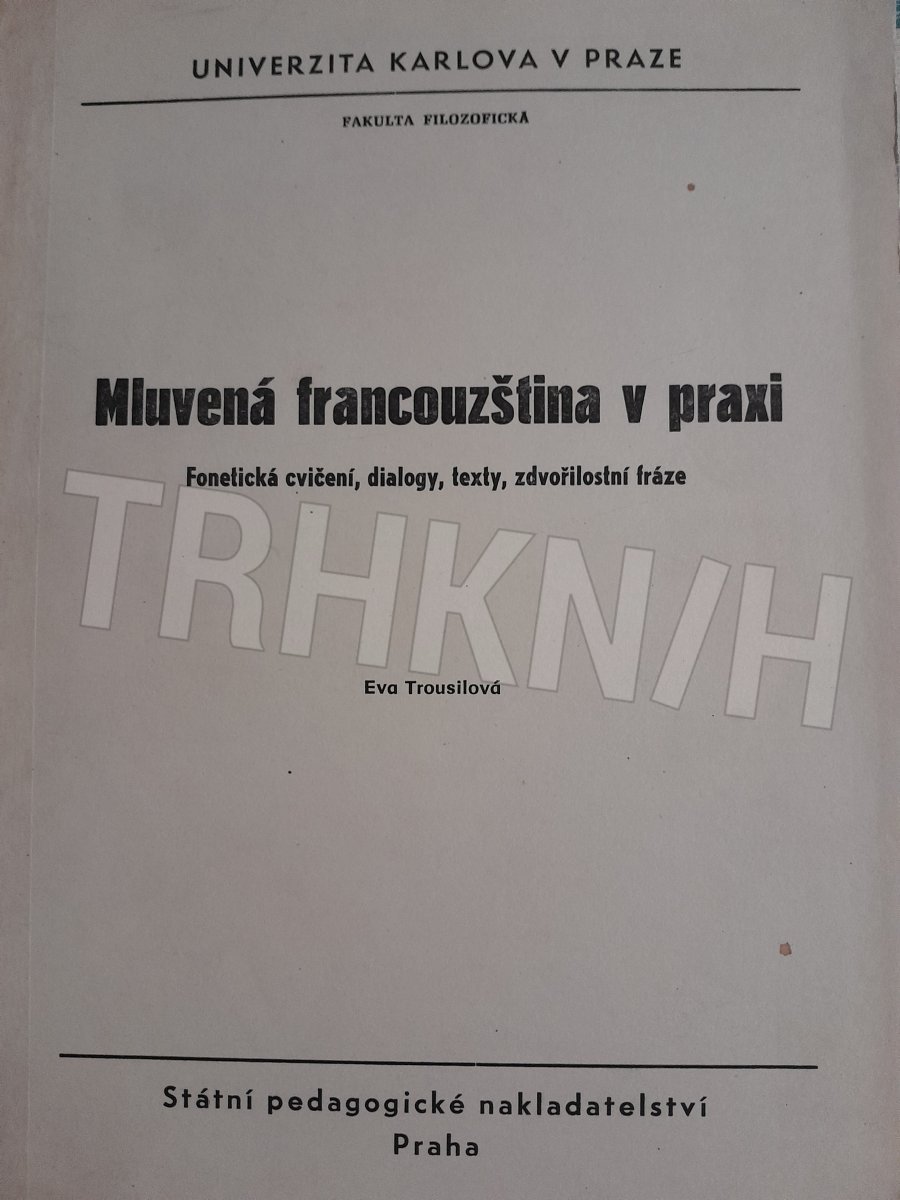 UNIVERZITA KARLOVA V PRAZE
FAKULTA FILOZOFICKÁ
Mluvená francouzština v praxi
Fonetická cvičení, dialogy, texty, zdvořilostní fráze
TRHKN/H
Eva Trousilová
Státní pedagogické nakladatelství
Praha